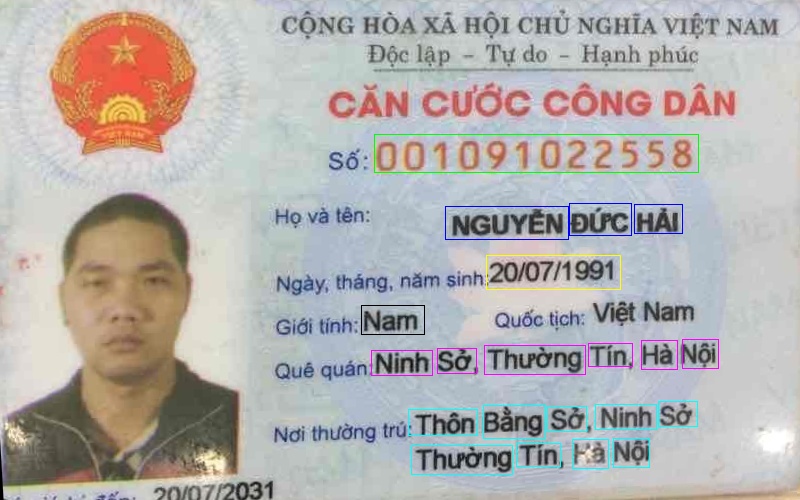 CỘNG HÒA XÃ HỘI CHỦ NGHĨA VIỆT NAM
Độc lập - Tự do - Hạnh phúc
CĂN CƯỚC CÔNG DÂN
Số: 001091022558
Họ và tên: NGUYỄN ĐỨC HẢI
Ngày, tháng, năm sinh: 20/07/1991
Giới tính: Nam Quốc tịch: Việt Nam
Quê quán: Ninh Sở, Thường Tín, Hà Nội
Nơi thường trú: Thôn Bằng Sở, Ninh Sở
Thường Tín, Hà Nội
20/07/2031